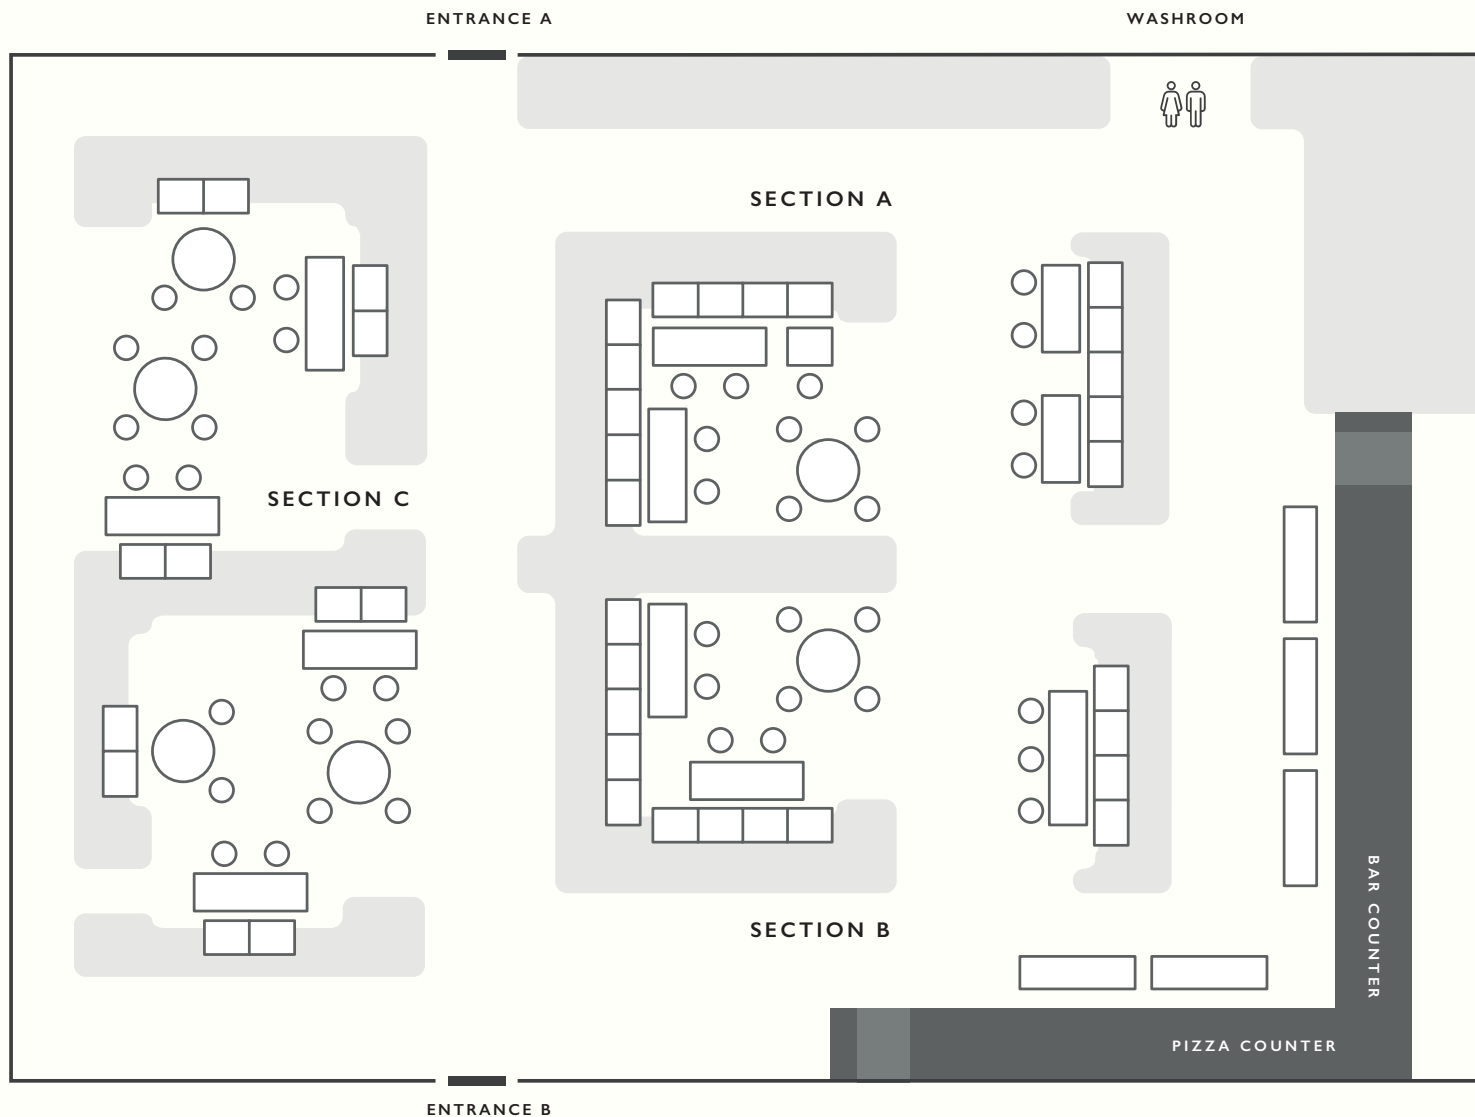 ENTRANCE A
WASHROOM
SECTION A
SECTION C
BAR COUNTER
SECTION B
PIZZA COUNTER
ENTRANCE B